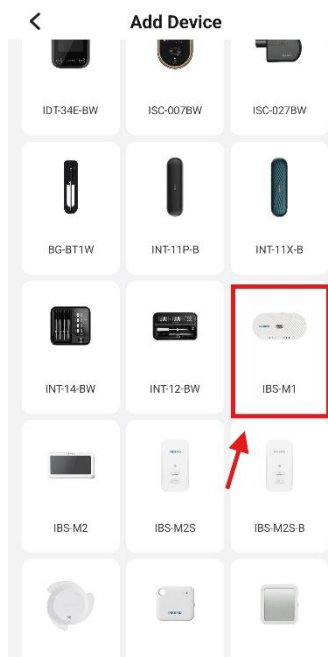 Add Device
IDT-34E-BW
ISC-007BW
ISC-027BW
BG-BT1W
INT-11P-B
INT-11X-B
INT-14-BW
INT-12-BW
IBS-M1
IBS-M2
IBS-M2S
IBS-M2S-B